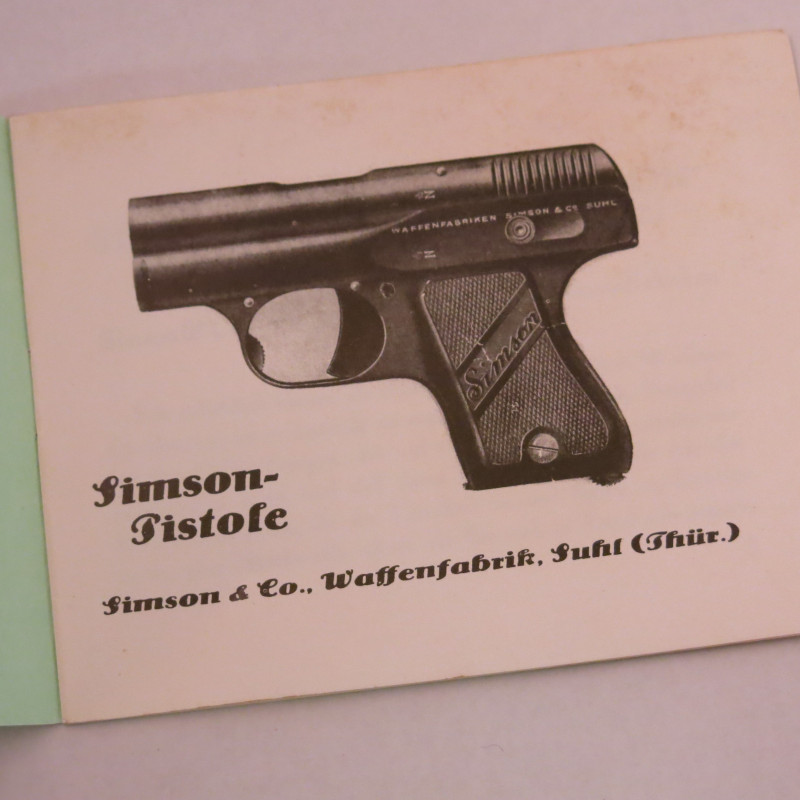 WAFFENFABRIKEN SIMSON & Co SUHL
Simson
Simson-
Pistole
Simson & Co., Waffenfabrik, Suhl (Thür.)